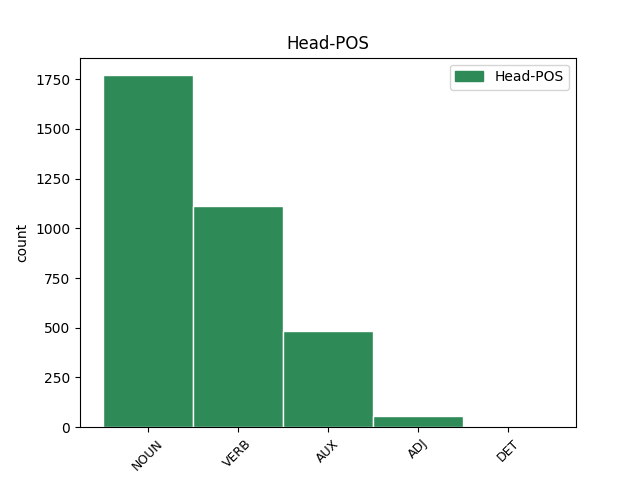 Head-POS
Head-POS
count
1750
1500
1250
1000
750
500
250
0
NOUN
VERB
AUX
ADJ
DET